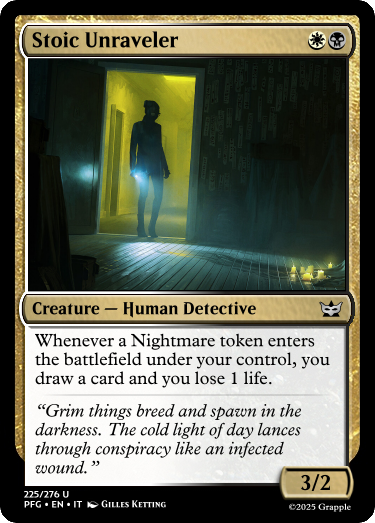 Stoic Unraveler
Creature — Human Detective
Whenever a Nightmare token enters
the battlefield under your control, you
draw a card and you lose 1 life.
“Grim things breed and spawn in the
darkness. The cold light of day lances
through conspiracy like an infected
wound.”
3/2
225/276 U
PFG • EN • IT Gilles Ketting
©2025 Grapple